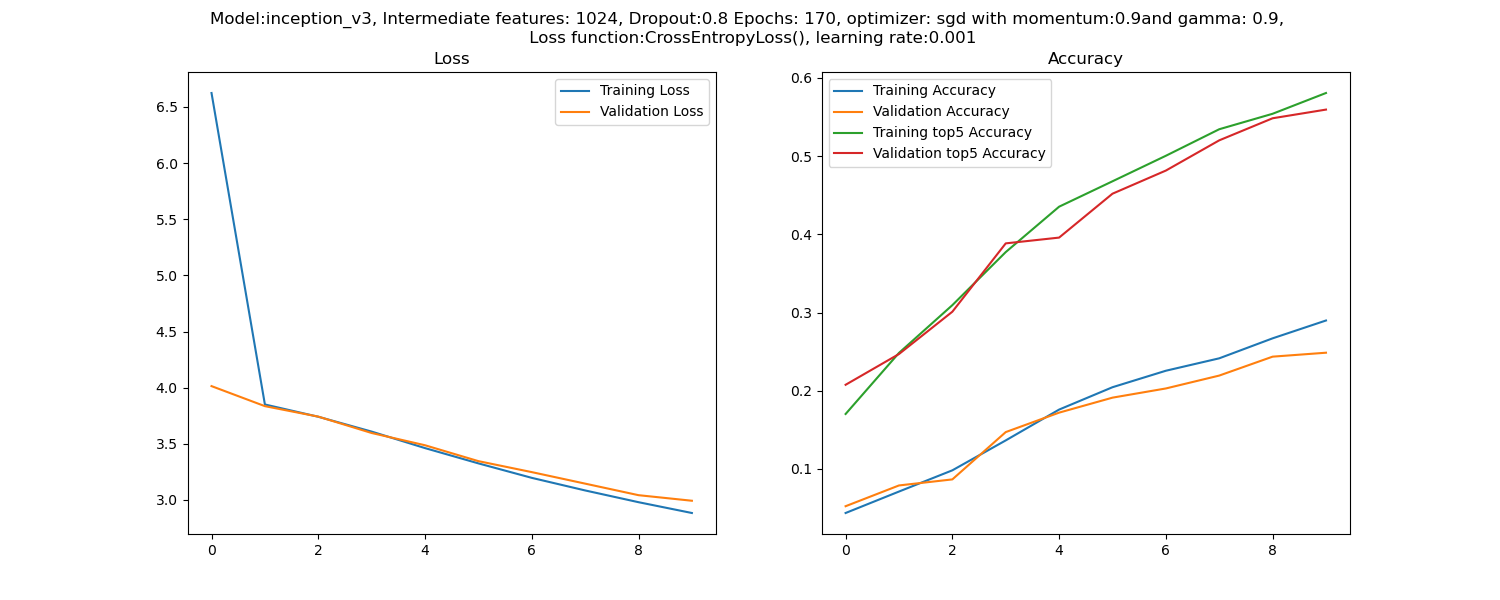 Model:inception_v3, Intermediate features: 1024, Dropout:0.8 Epochs: 170, optimizer: sgd with momentum:0.9and gamma: 0.9,
Loss function:CrossEntropyLoss(), learning rate:0.001
Loss
Training Loss
Validation Loss
6.5
6.0
5.5
5.0
4.5
4.0
3.5
3.0
0 2 4 6 8
Accuracy
Training Accuracy
Validation Accuracy
Training top5 Accuracy
Validation top5 Accuracy
0.6
0.5
0.4
0.3
0.2
0.1
0 2 4 6 8